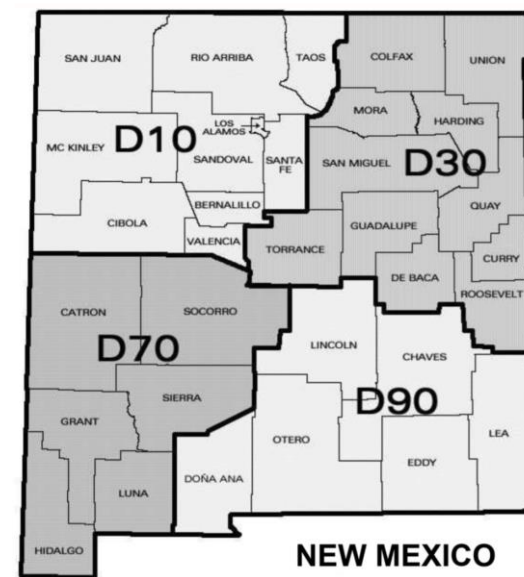 SAN JUAN
RIO ARRIBA
TAOS
COLFAX
UNION
MORA
HARDING
LOS
ALAMOS
MC KINLEY
D10
SANDOVAL
SANTA
FE
SAN MIGUEL
D30
BERNALILLO
QUAY
CIBOLA
VALENCIA
TORRANCE
GUADALUPE
CURRY
DE BACA
ROOSEVELT
CATRON
SOCORRO
D70
LINCOLN
CHAVES
SIERRA
D90
GRANT
OTERO
LEA
DOÑA ANA
EDDY
LUNA
HIDALGO
NEW MEXICO